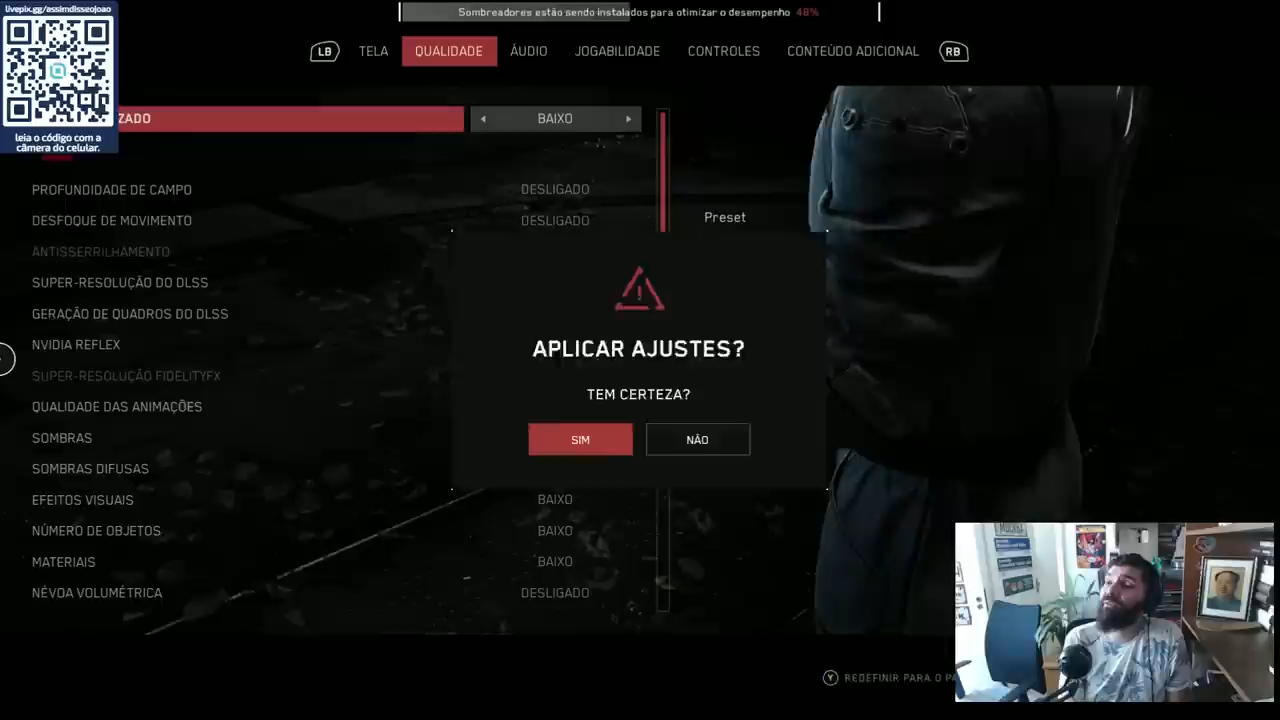 livepix.gg/assimdisseojoao
leia o código com a
câmera do celular.
Sombreadores estão sendo instalados para otimizar o desempenho 48%
LB TELA QUALIDADE ÁUDIO JOGABILIDADE CONTROLES CONTEÚDO ADICIONAL RB
ZADO BAIXO
PROFUNDIDADE DE CAMPO DESLIGADO
DESFOQUE DE MOVIMENTO DESLIGADO
Preset
ANTISSERRILHAMENTO
SUPER-RESOLUÇÃO DO DLSS
GERAÇÃO DE QUADROS DO DLSS
NVIDIA REFLEX
SUPER-RESOLUÇÃO FIDELITYFX
QUALIDADE DAS ANIMAÇÕES
SOMBRAS
SOMBRAS DIFUSAS
EFEITOS VISUAIS BAIXO
NÚMERO DE OBJETOS BAIXO
MATERIAIS BAIXO
NÉVOA VOLUMÉTRICA DESLIGADO
APLICAR AJUSTES?
TEM CERTEZA?
SIM NÃO
Y REDEFINIR PARA O PA